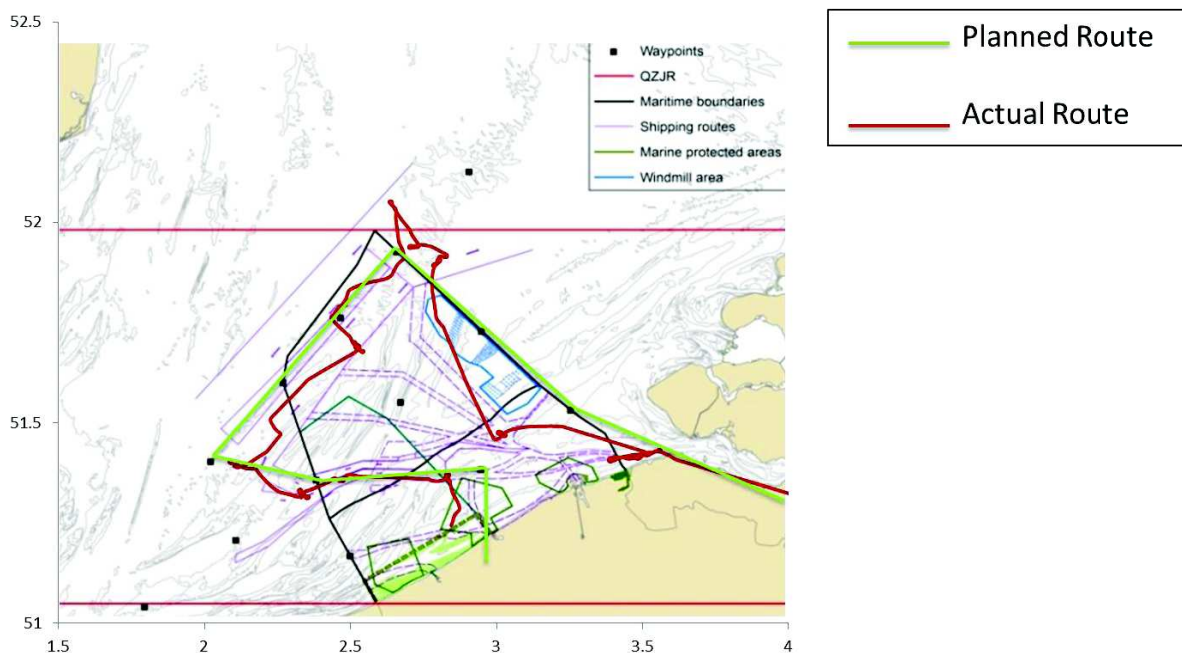 52.5
52
51.5
51
1.5
2
2.5
3
3.5
4
Waypoints
QZJR
Maritime boundaries
Shipping routes
Marine protected areas
Windmill area
Planned Route
Actual Route